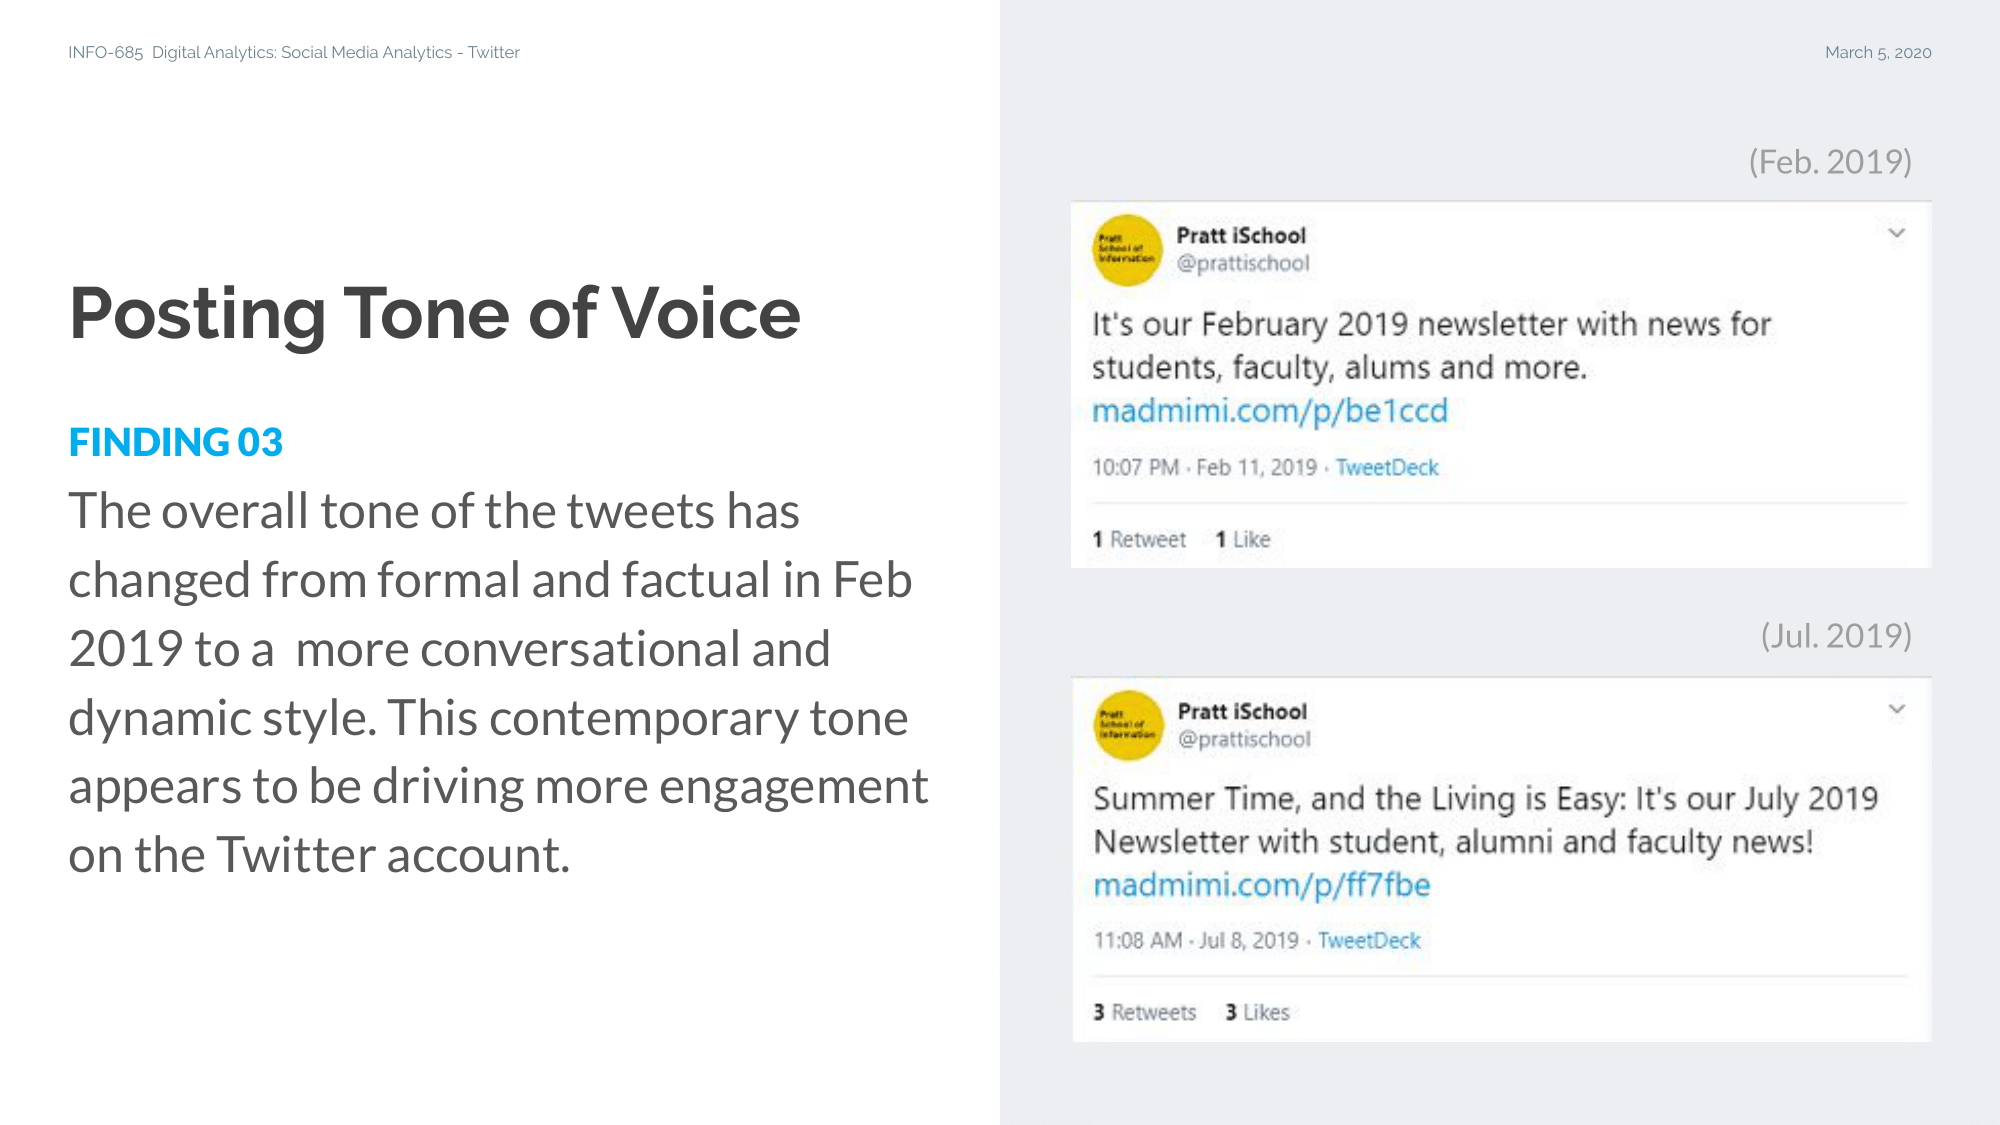 INFO-685  Digital Analytics: Social Media Analytics - Twitter
March 5, 2020
Posting Tone of Voice
FINDING 03
The overall tone of the tweets has
changed from formal and factual in Feb
2019 to a  more conversational and
dynamic style. This contemporary tone
appears to be driving more engagement
on the Twitter account.
(Feb. 2019)
Pratt
School of
Information
Pratt iSchool
@prattischool
It's our February 2019 newsletter with news for
students, faculty, alums and more.
madmimi.com/p/be1ccd
10:07 PM · Feb 11, 2019 · TweetDeck
1 Retweet 1 Like
(Jul. 2019)
Pratt
School of
Information
Pratt iSchool
@prattischool
Summer Time, and the Living is Easy: It's our July 2019
Newsletter with student, alumni and faculty news!
madmimi.com/p/ff7fbe
11:08 AM · Jul 8, 2019 · TweetDeck
3 Retweets 3 Likes